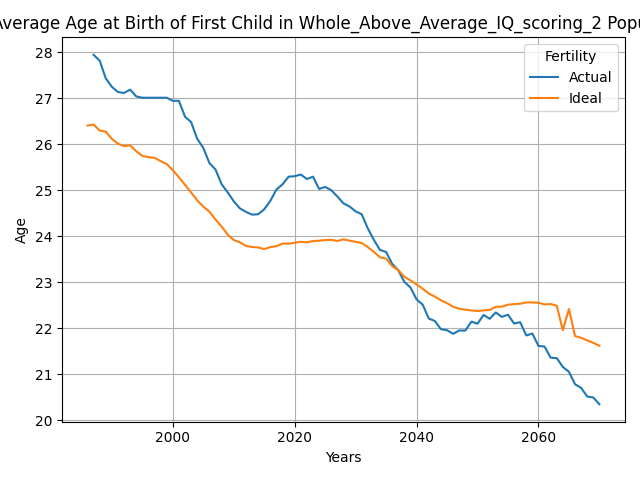 Average Age at Birth of First Child in Whole_Above_Average_IQ_scoring_2
Fertility
Actual
Ideal
28
27
26
25
24
23
22
21
20
Age
2000
2020
2040
2060
Years